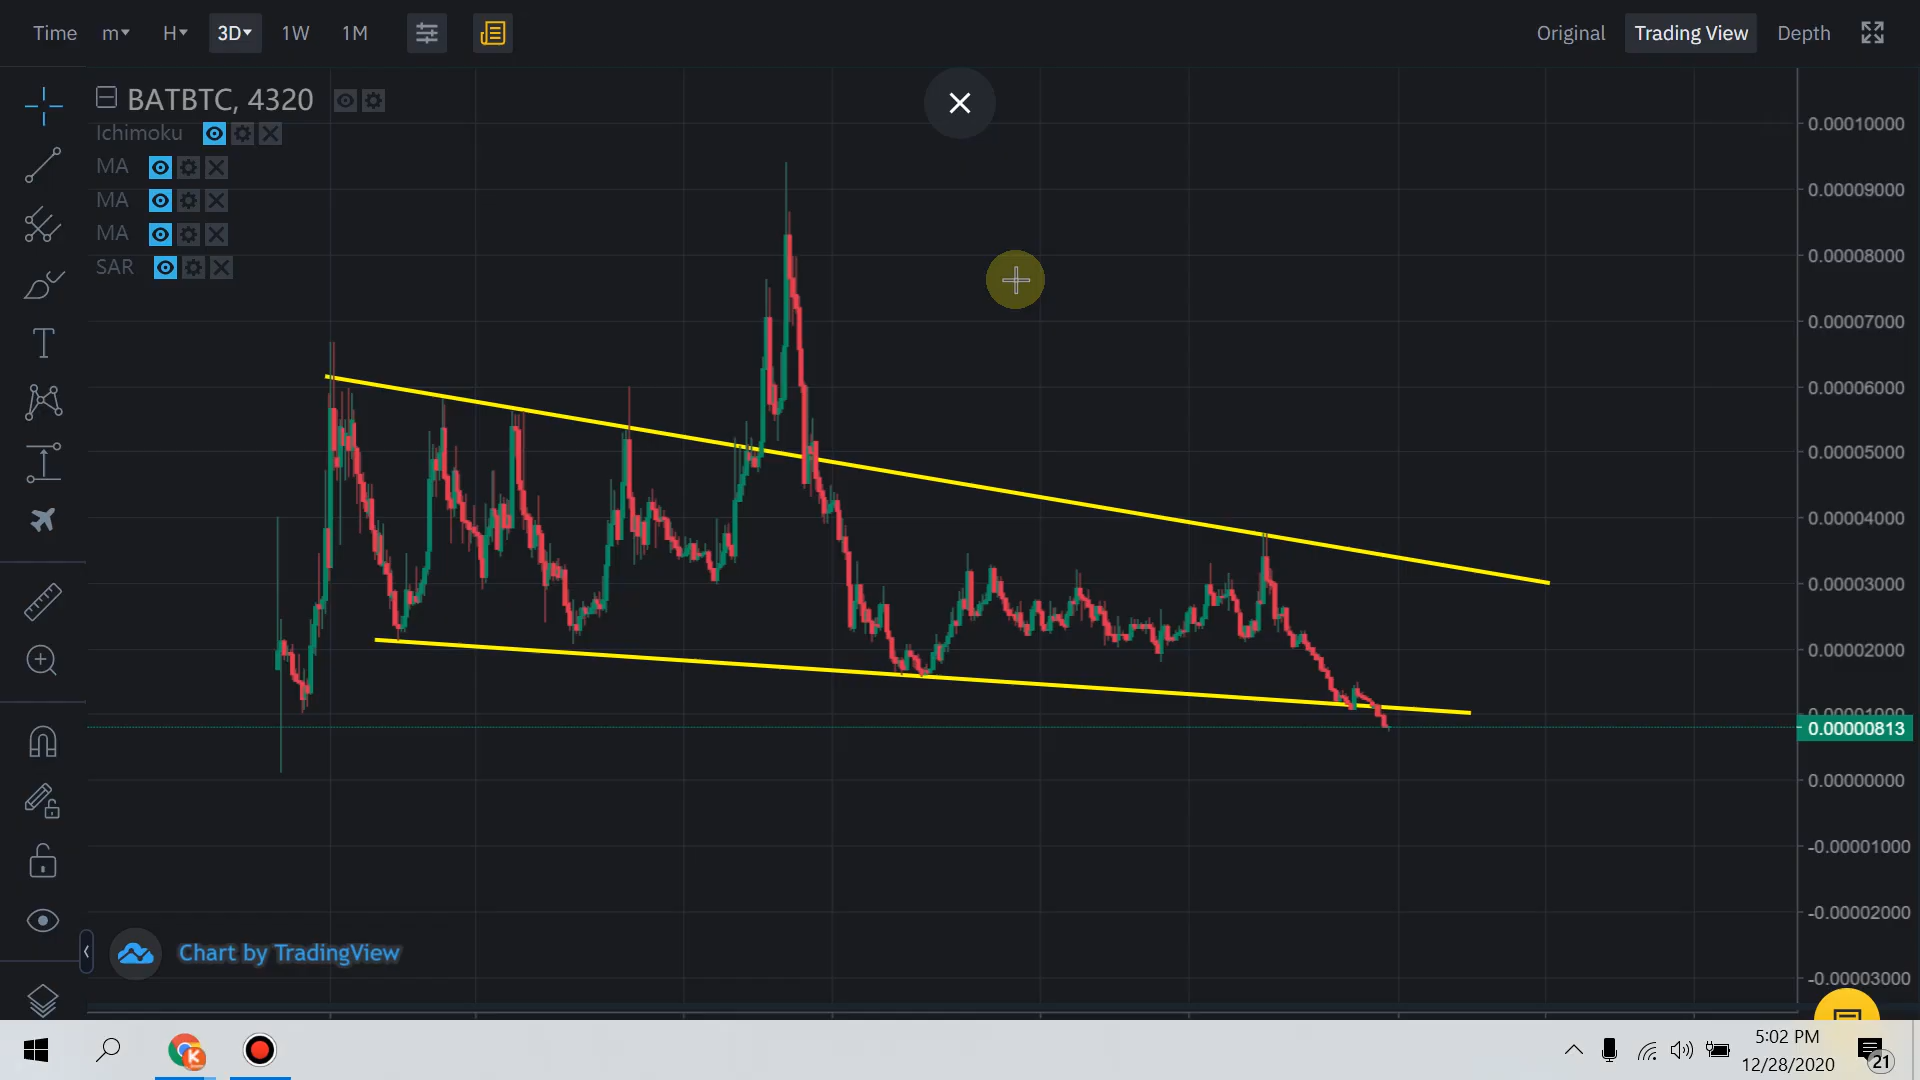 Time m H 3D 1W 1M Original Trading View Depth
BATBTC, 4320
Ichimoku
MA
MA
MA
SAR
0.00010000
0.00009000
0.00008000
0.00007000
0.00006000
0.00005000
0.00004000
0.00003000
0.00002000
0.00001000
0.00000813
0.00000000
-0.00001000
-0.00002000
-0.00003000
Chart by TradingView
T
K
5:02 PM
12/28/2020
21